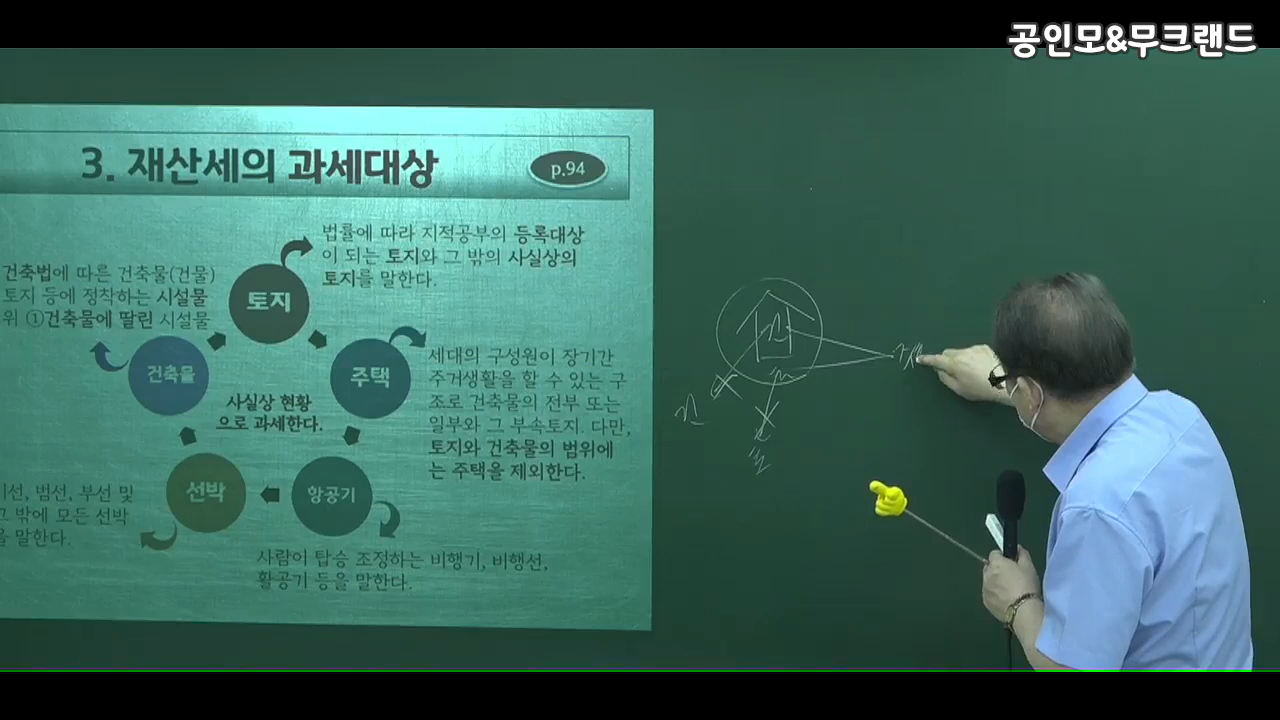 공인모&무크랜드
3. 재산세의 과세대상
p.94
법률에 따라 지적공부의 등록대상
이 되는 토지와 그 밖의 사실상의
토지를 말한다.
건축법에 따른 건축물(건물)
토지 등에 정착하는 시설물
위 ①건축물에 딸린 시설물
토지
건축물
주택
세대의 구성원이 장기간
주거생활을 할 수 있는 구
조로 건축물의 전부 또는
일부와 그 부속토지. 다만,
토지와 건축물의 범위에
는 주택을 제외한다.
사실상 현황
으로 과세한다.
선박
항공기
기선, 범선, 부선 및
그 밖에 모든 선박
을 말한다.
사람이 탑승 조정하는 비행기, 비행선,
활공기 등을 말한다.